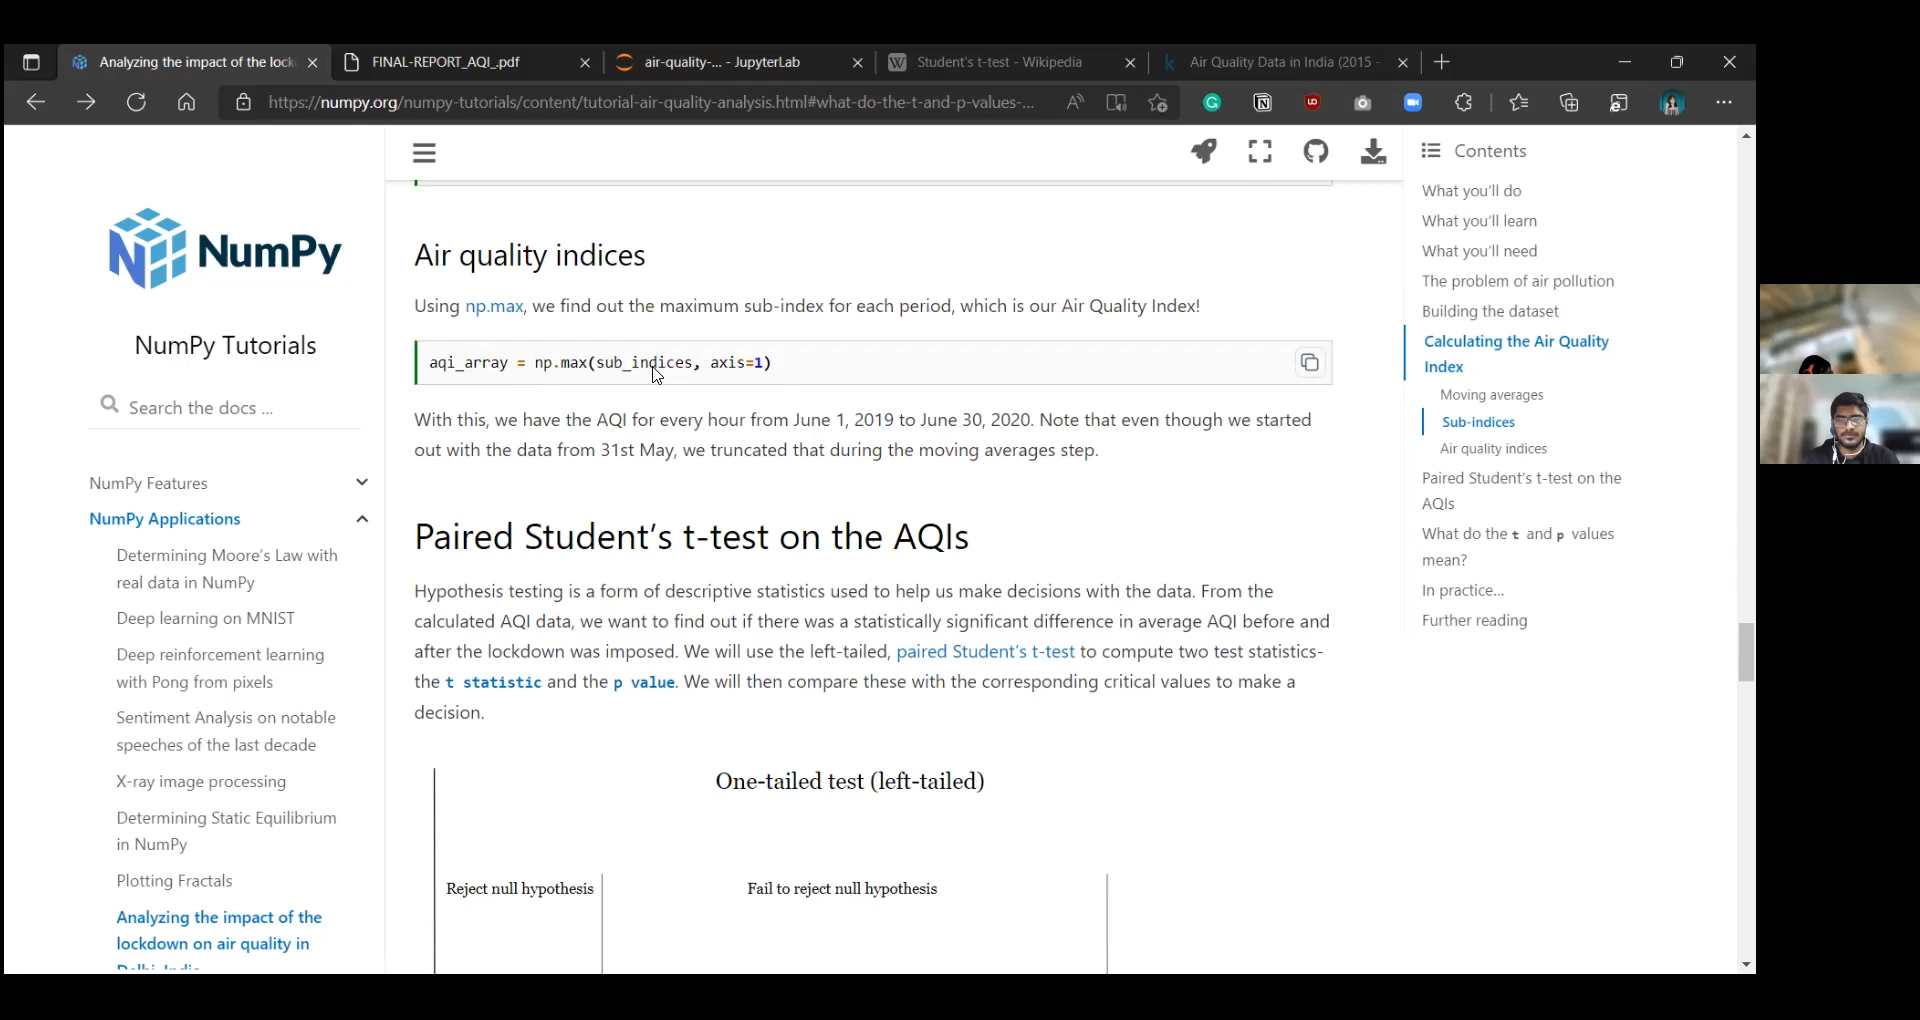 Analyzing the impact of the lock
FINAL-REPORT_AQI_.pdf
air-quality-... - JupyterLab
Student's t-test - Wikipedia
Air Quality Data in India (2015 -
https://numpy.org/numpy-tutorials/content/tutorial-air-quality-analysis.html#what-do-the-t-and-p-values-...
NumPy
NumPy Tutorials
Search the docs ...
NumPy Features
NumPy Applications
Determining Moore's Law with
real data in NumPy
Deep learning on MNIST
Deep reinforcement learning
with Pong from pixels
Sentiment Analysis on notable
speeches of the last decade
X-ray image processing
Determining Static Equilibrium
in NumPy
Plotting Fractals
Analyzing the impact of the
lockdown on air quality in
Delhi, India
Air quality indices
Using np.max, we find out the maximum sub-index for each period, which is our Air Quality Index!
aqi_array = np.max(sub_indices, axis=1)
With this, we have the AQI for every hour from June 1, 2019 to June 30, 2020. Note that even though we started
out with the data from 31st May, we truncated that during the moving averages step.
Paired Student's t-test on the AQIs
Hypothesis testing is a form of descriptive statistics used to help us make decisions with the data. From the
calculated AQI data, we want to find out if there was a statistically significant difference in average AQI before and
after the lockdown was imposed. We will use the left-tailed, paired Student's t-test to compute two test statistics-
the t statistic and the p value. We will then compare these with the corresponding critical values to make a
decision.
One-tailed test (left-tailed)
Reject null hypothesis
Fail to reject null hypothesis
Contents
What you'll do
What you'll learn
What you'll need
The problem of air pollution
Building the dataset
Calculating the Air Quality
Index
Moving averages
Sub-indices
Air quality indices
Paired Student's t-test on the
AQIs
What do the t and p values
mean?
In practice...
Further reading